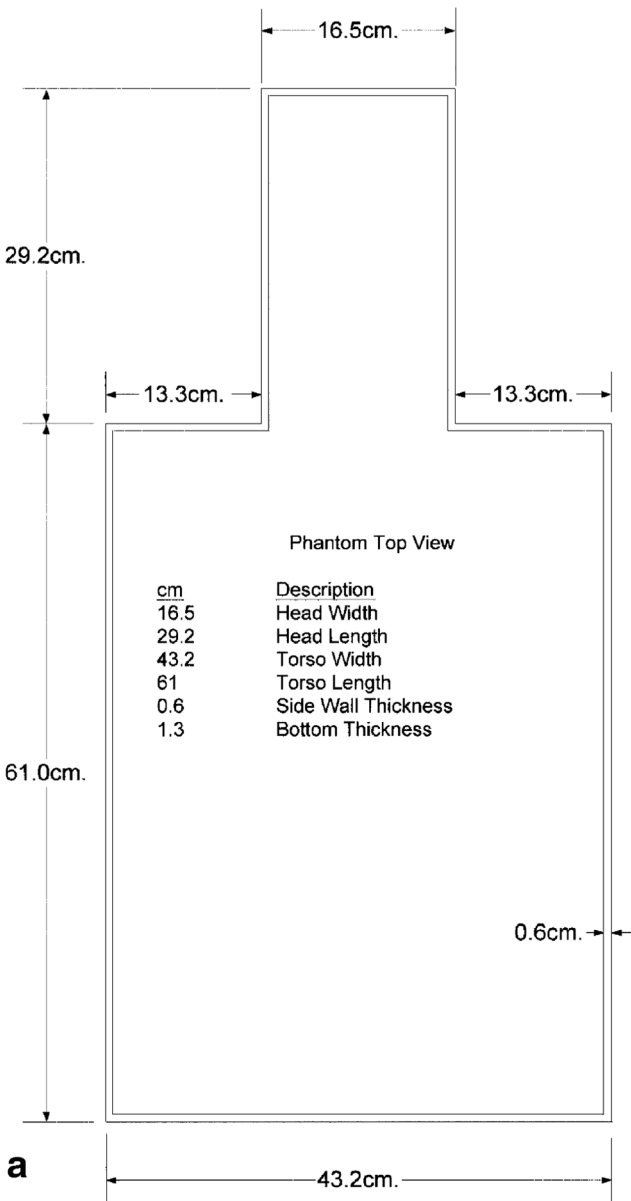 16.5cm.
29.2cm.
13.3cm. 13.3cm.
Phantom Top View
cm Description
16.5 Head Width
29.2 Head Length
43.2 Torso Width
61 Torso Length
0.6 Side Wall Thickness
1.3 Bottom Thickness
61.0cm.
0.6cm.
a
43.2cm.